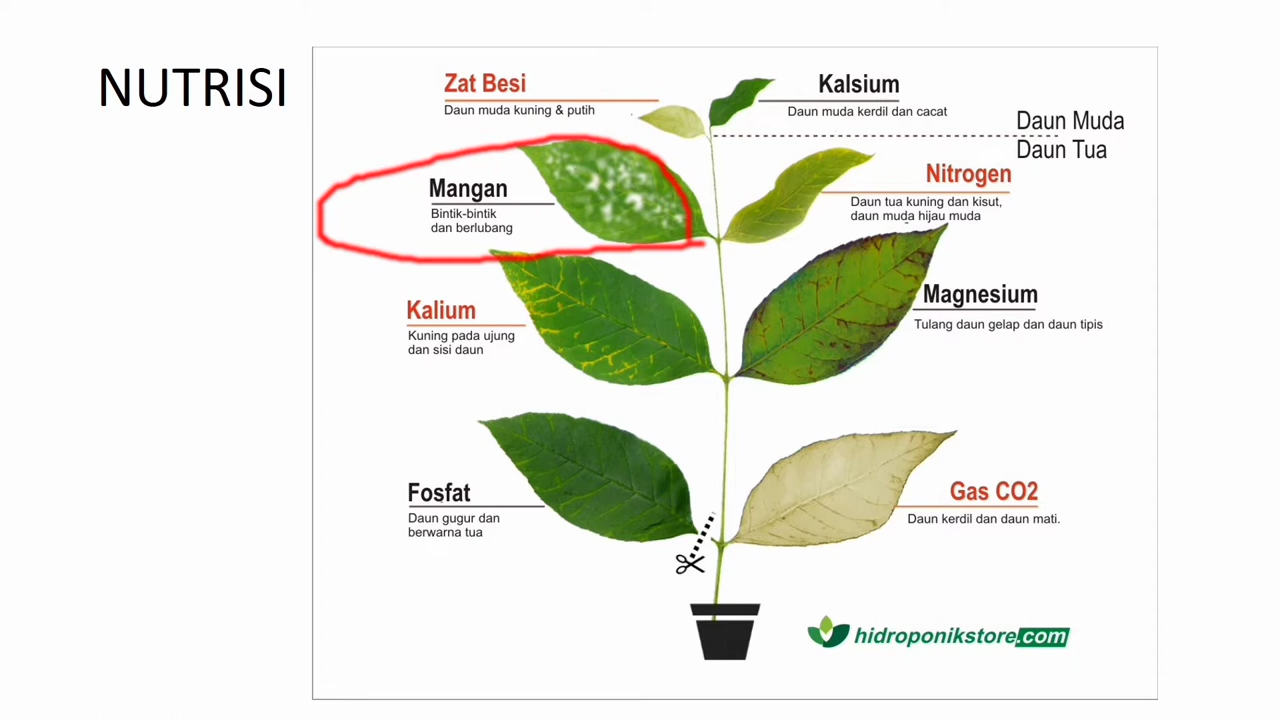 NUTRISI
Zat Besi
Daun muda kuning & putih
Kalsium
Daun muda kerdil dan cacat
Daun Muda
Daun Tua
Mangan
Bintik-bintik
dan berlubang
Nitrogen
Daun tua kuning dan kisut,
daun muda hijau muda
Kalium
Kuning pada ujung
dan sisi daun
Magnesium
Tulang daun gelap dan daun tipis
Fosfat
Daun gugur dan
berwarna tua
Gas CO2
Daun kerdil dan daun mati.
hidroponikstore.com